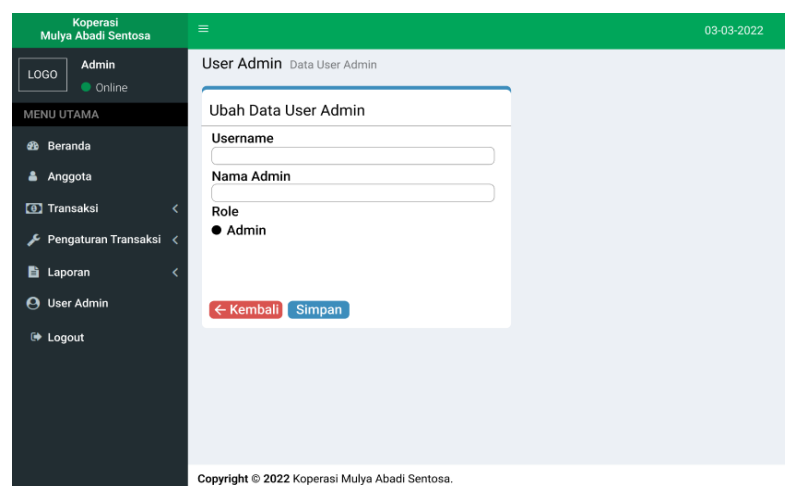 Koperasi
Mulya Abadi Sentosa
03-03-2022
LOGO
Admin
Online
MENU UTAMA
Beranda
Anggota
Transaksi
Pengaturan Transaksi
Laporan
User Admin
Logout
User Admin Data User Admin
Ubah Data User Admin
Username
Nama Admin
Role
Admin
Kembali Simpan
Copyright © 2022 Koperasi Mulya Abadi Sentosa.